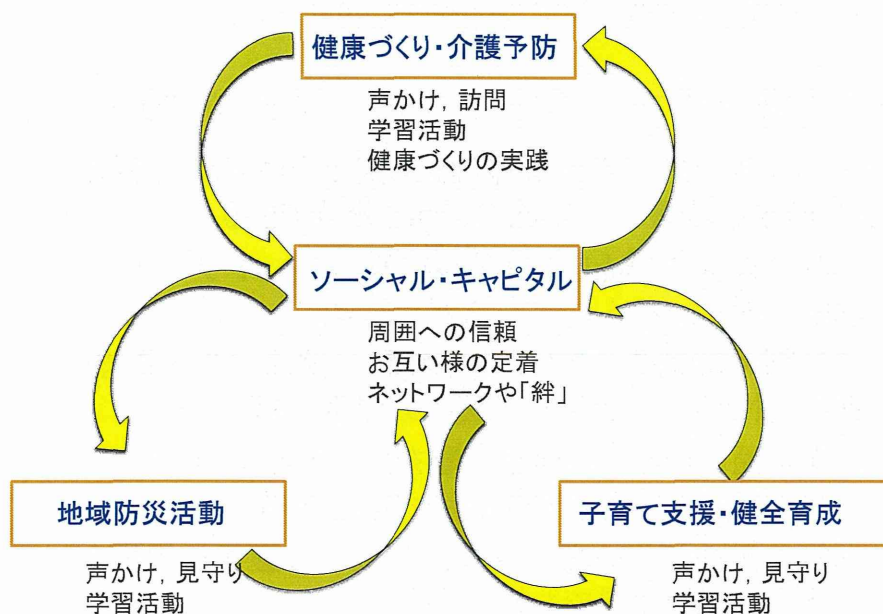 健康づくり・介護予防
声かけ, 訪問
学習活動
健康づくりの実践
ソーシャル・キャピタル
周囲への信頼
お互い様の定着
ネットワークや「絆」
地域防災活動
声かけ, 見守り
学習活動
子育て支援・健全育成
声かけ, 見守り
学習活動